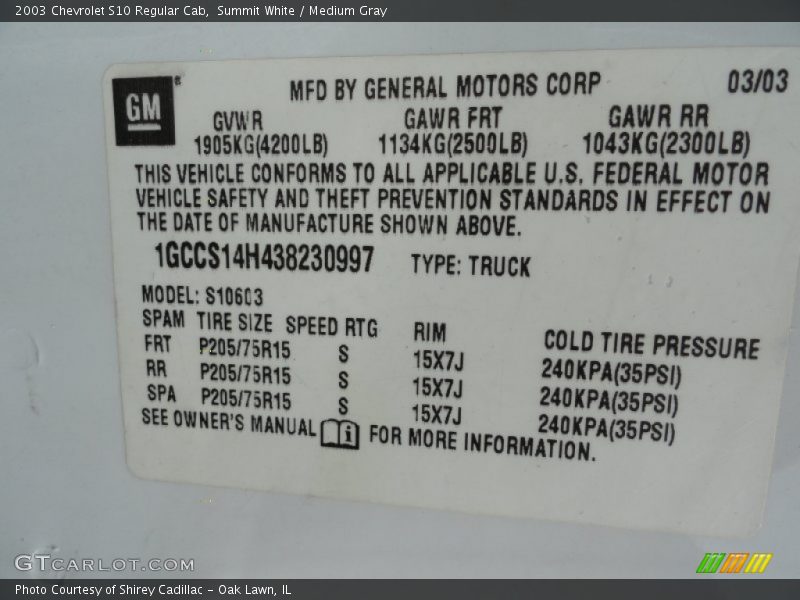 2003 Chevrolet S10 Regular Cab, Summit White / Medium Gray
GM
®
MFD BY GENERAL MOTORS CORP 03/03
GVWR GAWR FRT GAWR RR
1905KG(4200LB) 1134KG(2500LB) 1043KG(2300LB)
THIS VEHICLE CONFORMS TO ALL APPLICABLE U.S. FEDERAL MOTOR
VEHICLE SAFETY AND THEFT PREVENTION STANDARDS IN EFFECT ON
THE DATE OF MANUFACTURE SHOWN ABOVE.
1GCCS14H438230997 TYPE: TRUCK
MODEL: S10603
SPAM TIRE SIZE SPEED RTG RIM COLD TIRE PRESSURE
FRT P205/75R15 S 15X7J 240KPA(35PSI)
RR P205/75R15 S 15X7J 240KPA(35PSI)
SPA P205/75R15 S 15X7J 240KPA(35PSI)
SEE OWNER'S MANUAL i FOR MORE INFORMATION.
GTCARLOT.COM
Photo Courtesy of Shirey Cadillac - Oak Lawn, IL